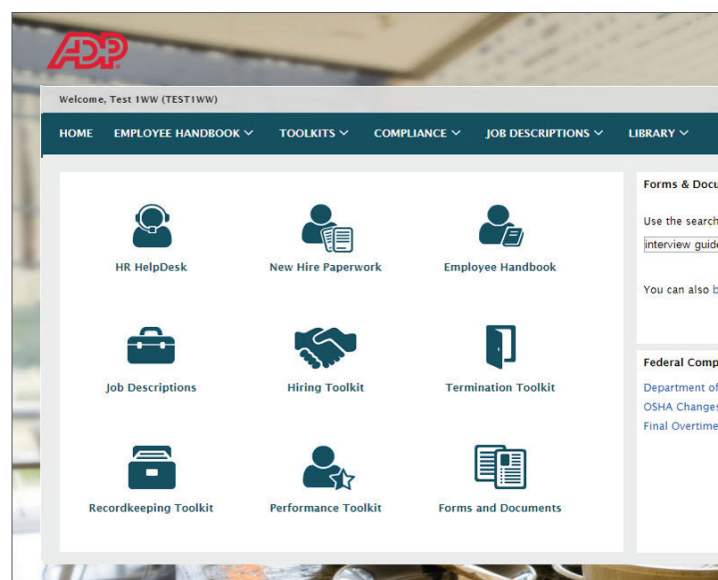 ADP
Welcome, Test 1WW (TEST1WW)
HOME EMPLOYEE HANDBOOK TOOLKITS COMPLIANCE JOB DESCRIPTIONS LIBRARY
HR HelpDesk New Hire Paperwork Employee Handbook
Job Descriptions Hiring Toolkit Termination Toolkit
Recordkeeping Toolkit Performance Toolkit Forms and Documents
Forms & Docu
Use the search
interview guide
You can also b
Federal Comp
Department of
OSHA Changes
Final Overtime